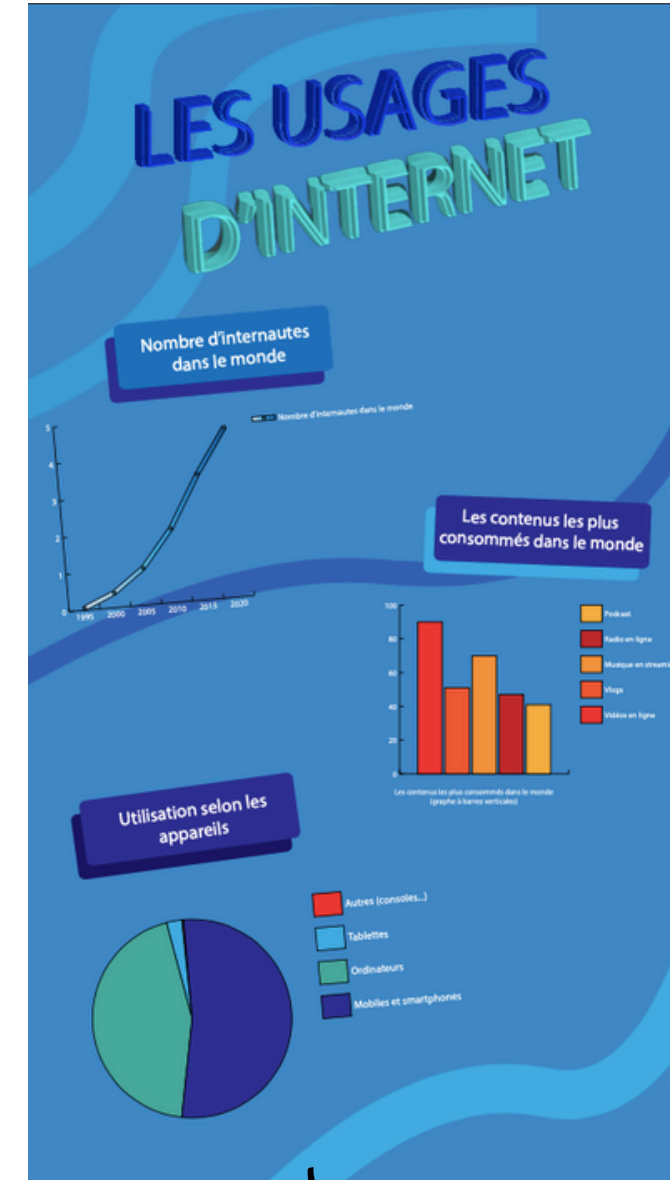 LES USAGES
D'INTERNET
Nombre d'internautes
dans le monde
Nombre d'internautes dans le monde
5
4
3
2
1
0
1995 2000 2005 2010 2015 2020
Les contenus les plus
consommés dans le monde
100
80
60
40
20
0
Podcast
Radio en ligne
Musique en streami
Vlogs
Vidéos en ligne
Les contenus les plus consommés dans le monde
(graphe à barres verticales)
Utilisation selon les
appareils
Autres (consoles...)
Tablettes
Ordinateurs
Mobiles et smartphones